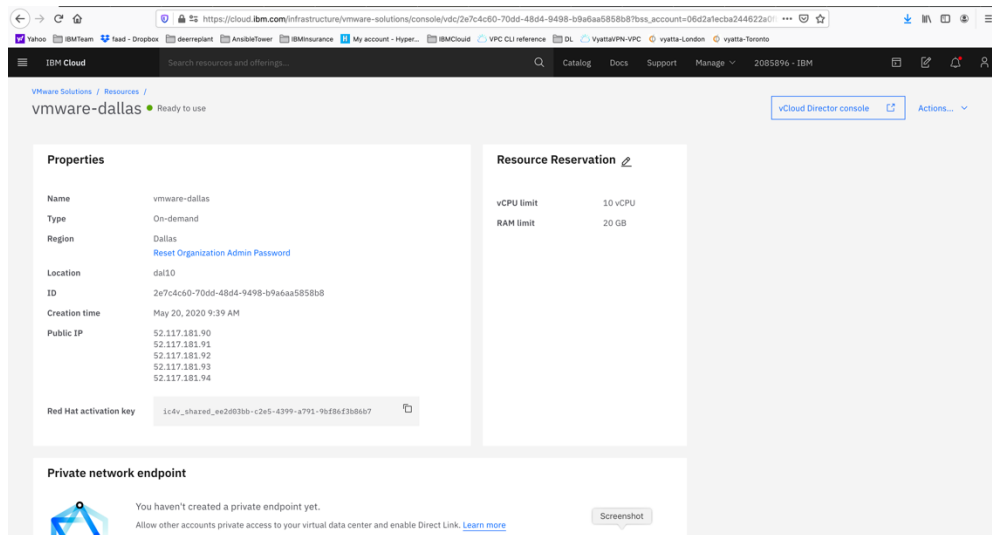 https://cloud.ibm.com/infrastructure/vmware-solutions/console/vdc/2e7c4c60-70dd-48d4-9498-b9a6aa5858b8?bss_account=06d2a1ecba244622a0
Yahoo IBMTeam faad - Dropbox deerreplant AnsibleTower IBMInsurance My account - Hyper... IBMClouid VPC CLI reference DL VyattaVPN-VPC vyatta-London vyatta-Toronto
IBM Cloud Search resources and offerings... Catalog Docs Support Manage 2085896 - IBM
VMware Solutions / Resources /
vmware-dallas Ready to use vCloud Director console Actions...
Properties
Name vmware-dallas
Type On-demand
Region Dallas
Reset Organization Admin Password
Location dal10
ID 2e7c4c60-70dd-48d4-9498-b9a6aa5858b8
Creation time May 20, 2020 9:39 AM
Public IP 52.117.181.90
52.117.181.91
52.117.181.92
52.117.181.93
52.117.181.94
Red Hat activation key ic4v_shared_ee2d03bb-c2e5-4399-a791-9bf86f3b86b7
Resource Reservation
vCPU limit 10 vCPU
RAM limit 20 GB
Private network endpoint
You haven't created a private endpoint yet.
Allow other accounts private access to your virtual data center and enable Direct Link. Learn more
Screenshot